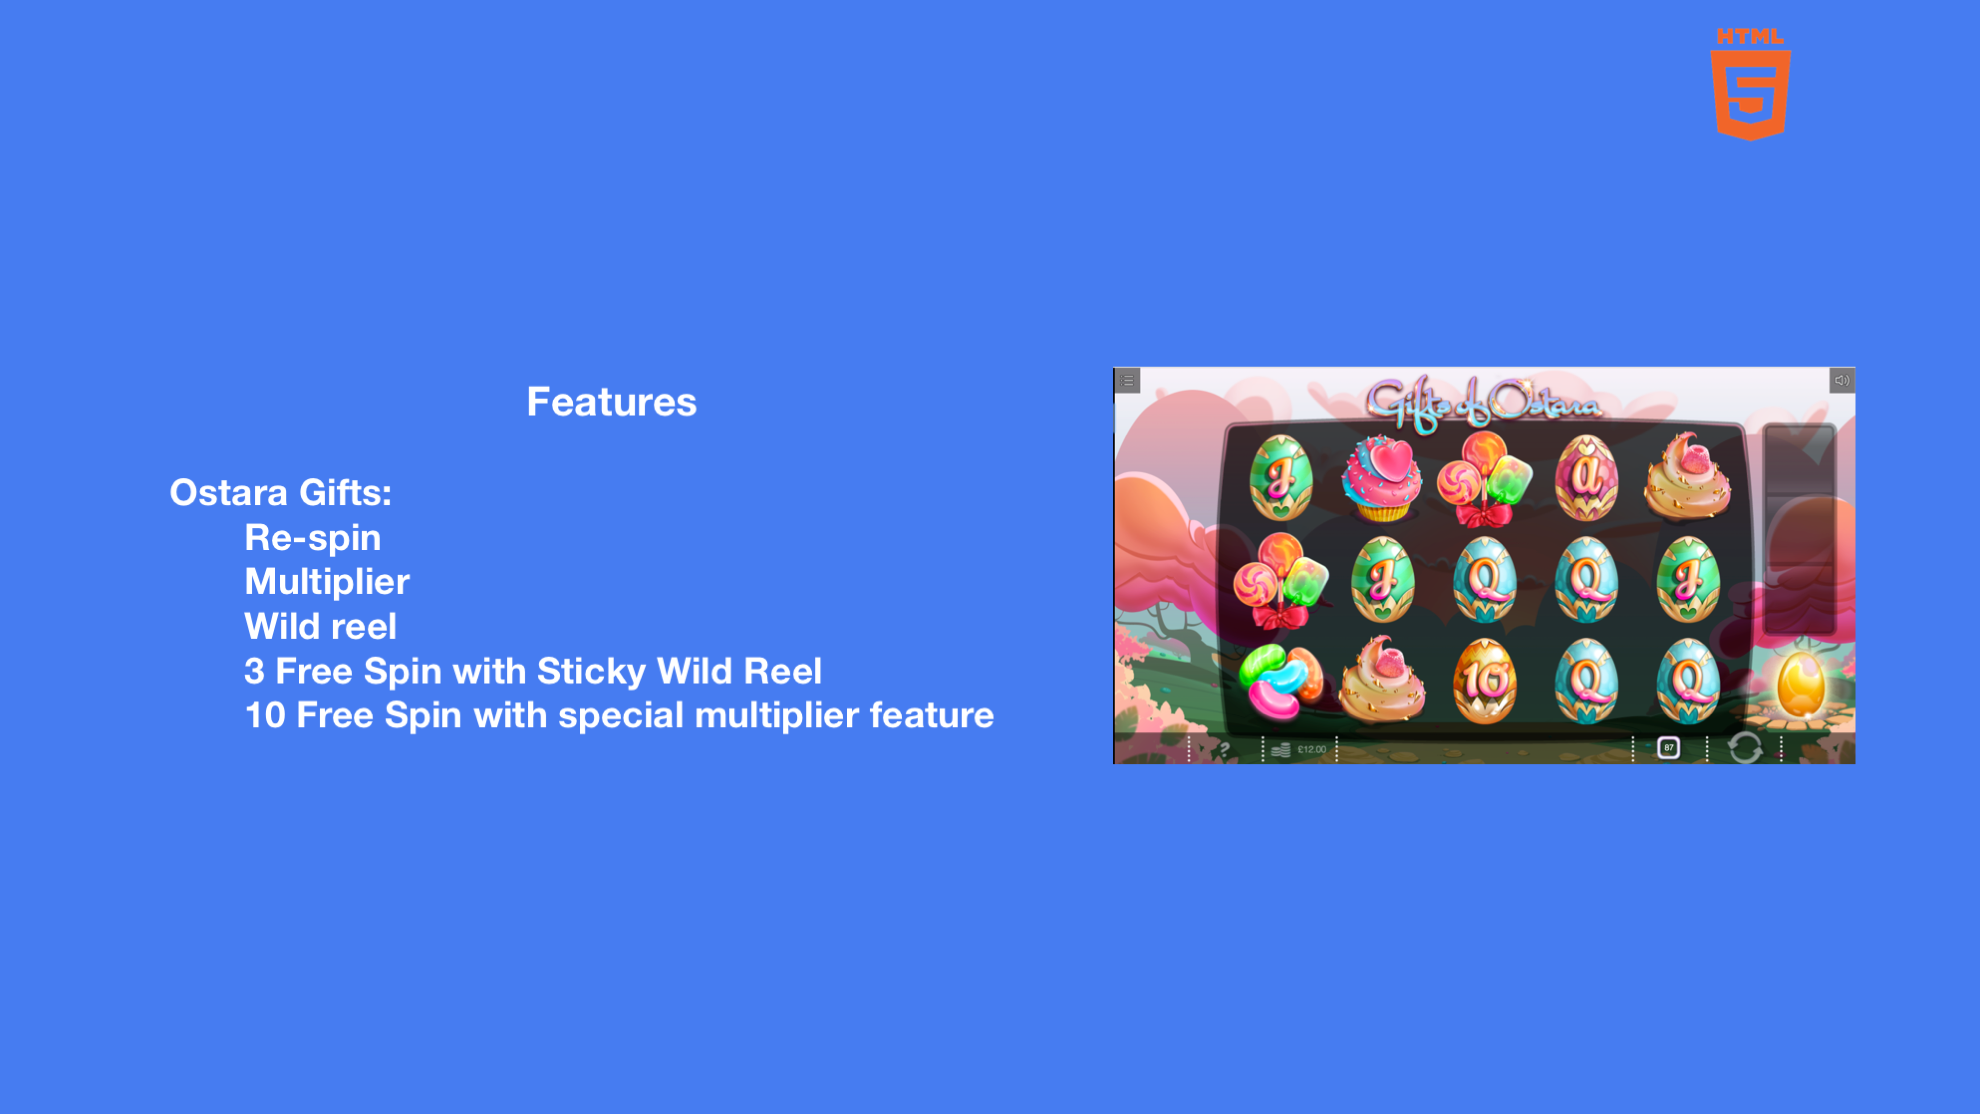 HTML
5
Features
Ostara Gifts:
Re-spin
Multiplier
Wild reel
3 Free Spin with Sticky Wild Reel
10 Free Spin with special multiplier feature
Gifts of Ostara
J a
J Q Q J
10 Q Q
? £12.00 87